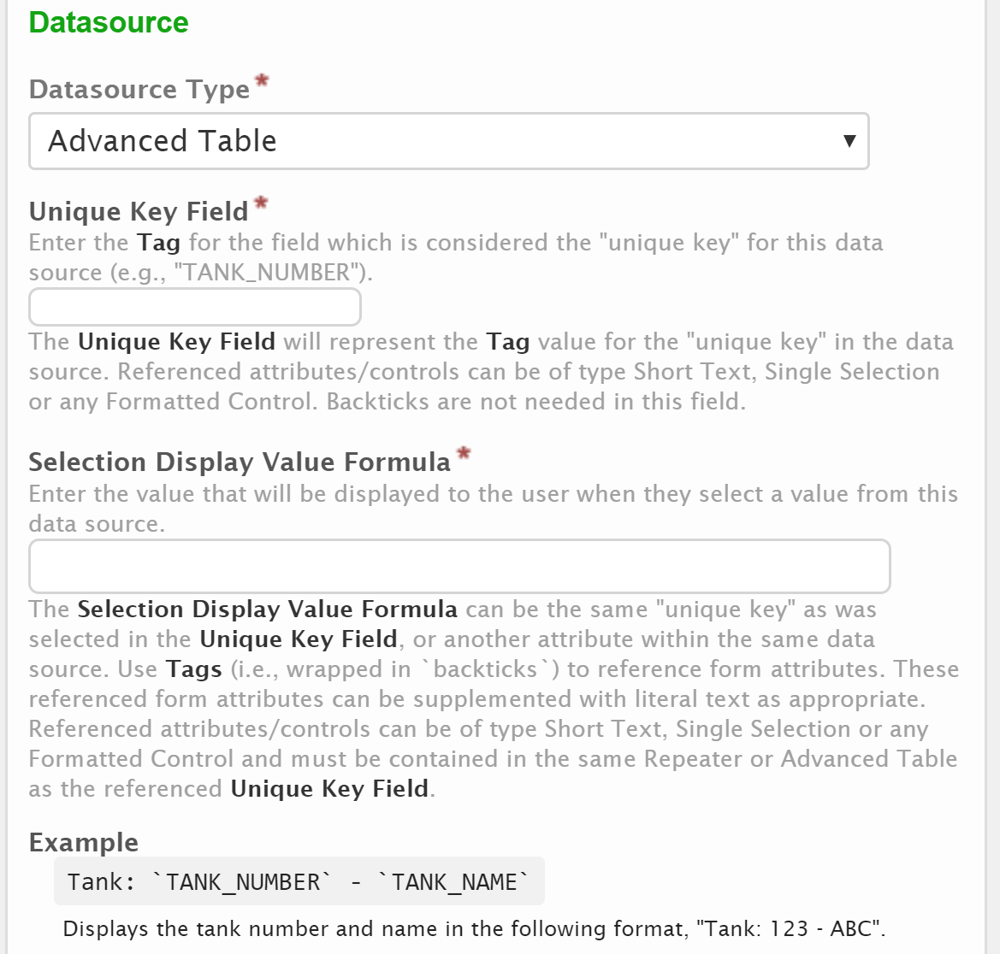 Datasource
Datasource Type*
Advanced Table ▼
Unique Key Field*
Enter the Tag for the field which is considered the "unique key" for this data
source (e.g., "TANK_NUMBER").
The Unique Key Field will represent the Tag value for the "unique key" in the data
source. Referenced attributes/controls can be of type Short Text, Single Selection
or any Formatted Control. Backticks are not needed in this field.
Selection Display Value Formula*
Enter the value that will be displayed to the user when they select a value from this
data source.
The Selection Display Value Formula can be the same "unique key" as was
selected in the Unique Key Field, or another attribute within the same data
source. Use Tags (i.e., wrapped in `backticks`) to reference form attributes. These
referenced form attributes can be supplemented with literal text as appropriate.
Referenced attributes/controls can be of type Short Text, Single Selection or any
Formatted Control and must be contained in the same Repeater or Advanced Table
as the referenced Unique Key Field.
Example
Tank: `TANK_NUMBER` - `TANK_NAME`
Displays the tank number and name in the following format, "Tank: 123 - ABC".